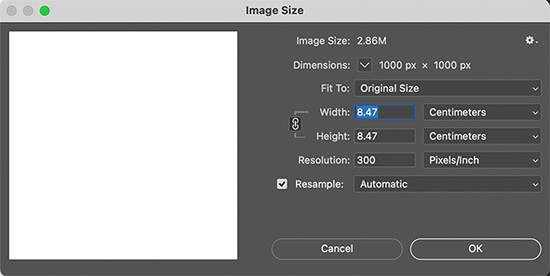 Image Size
Image Size: 2.86M
Dimensions: 1000 px × 1000 px
Fit To: Original Size
Width: 8.47 Centimeters
Height: 8.47 Centimeters
Resolution: 300 Pixels/Inch
Resample: Automatic
Cancel OK